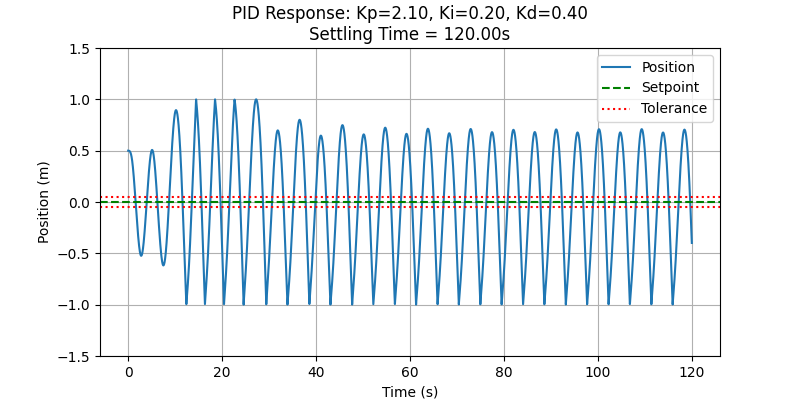 PID Response: Kp=2.10, Ki=0.20, Kd=0.40
Settling Time = 120.00s
Position (m)
1.5
1.0
0.5
0.0
−0.5
−1.0
−1.5
Position
Setpoint
Tolerance
0 20 40 60 80 100 120
Time (s)